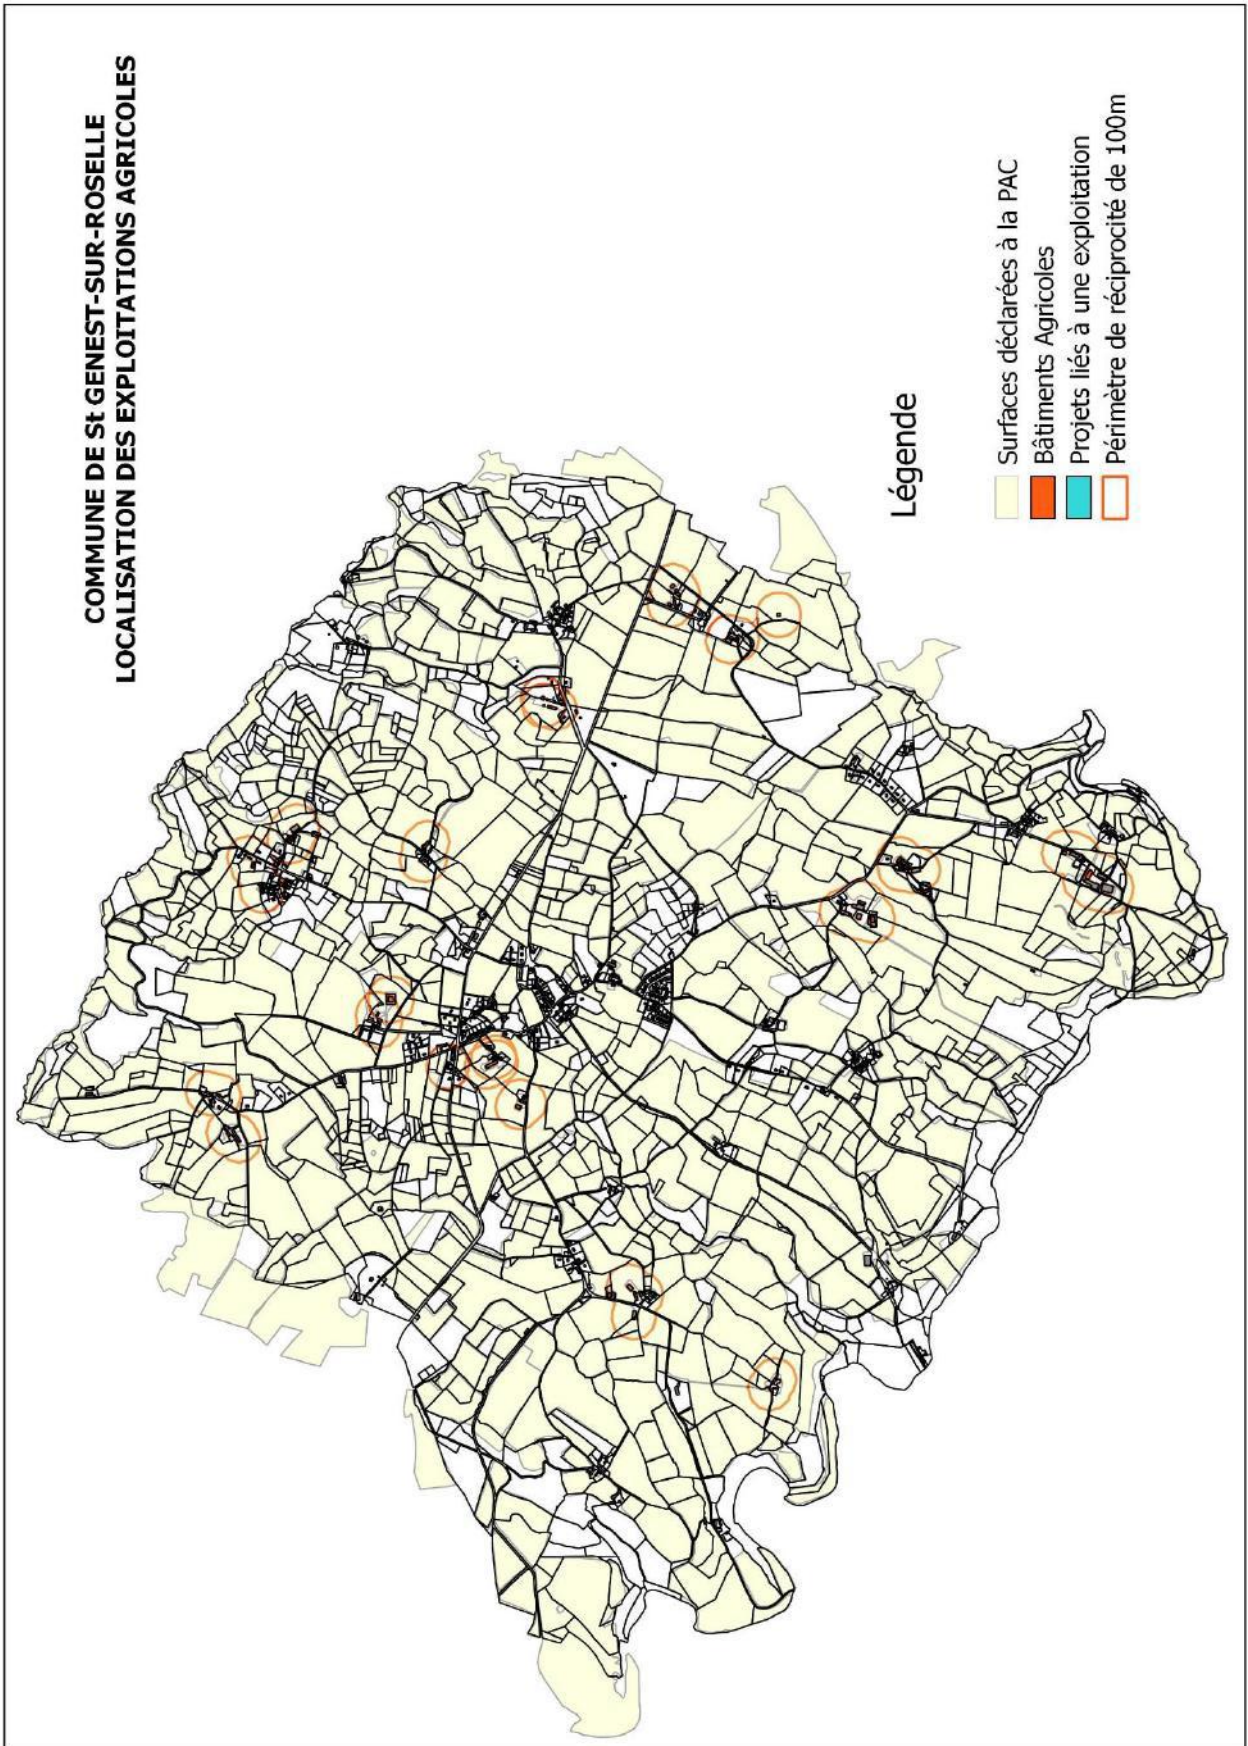 COMMUNE DE St GENEST-SUR-ROSELLE
LOCALISATION DES EXPLOITATIONS AGRICOLES
Légende
Surfaces déclarées à la PAC
Bâtiments Agricoles
Projets liés à une exploitation
Périmètre de réciprocité de 100m